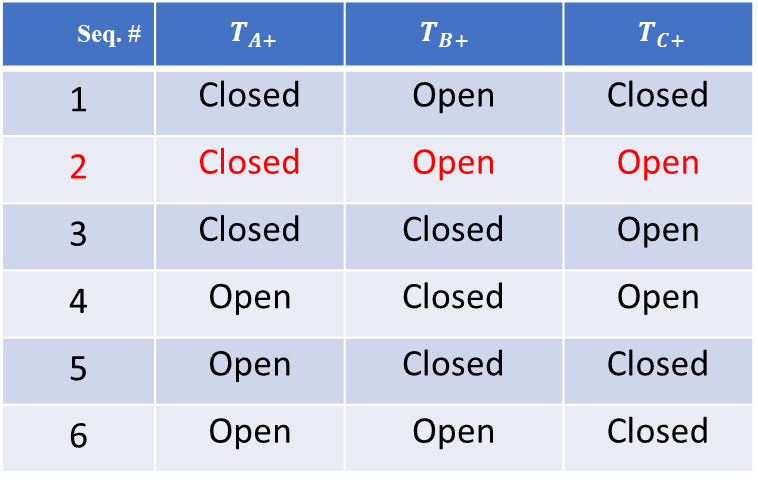 Seq. # T_{A+} T_{B+} T_{C+}
1 Closed Open Closed
2 Closed Open Open
3 Closed Closed Open
4 Open Closed Open
5 Open Closed Closed
6 Open Open Closed